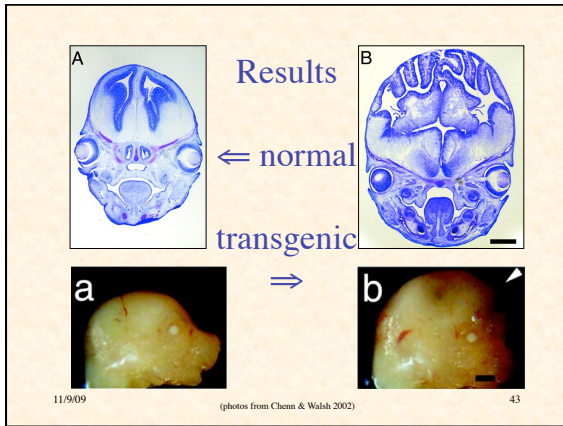 A
Results
B
⇐ normal
transgenic
⇒
a
b
11/9/09
(photos from Chenn & Walsh 2002)
43